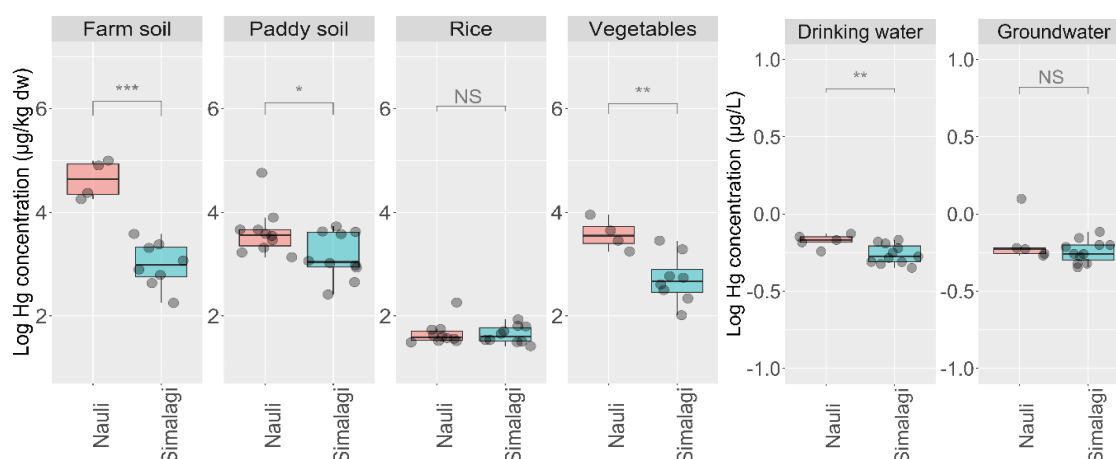 Farm soil
Paddy soil
Rice
Vegetables
Drinking water
Groundwater
Log Hg concentration (µg/kg dw)
6
4
2
***
Nauli
Simalagi
6
4
2
*
Nauli
Simalagi
6
4
2
NS
Nauli
Simalagi
6
4
2
**
Nauli
Simalagi
Log Hg concentration (µg/L)
1.0
0.5
0.0
-0.5
-1.0
**
Nauli
Simalagi
1.0
0.5
0.0
-0.5
-1.0
NS
Nauli
Simalagi